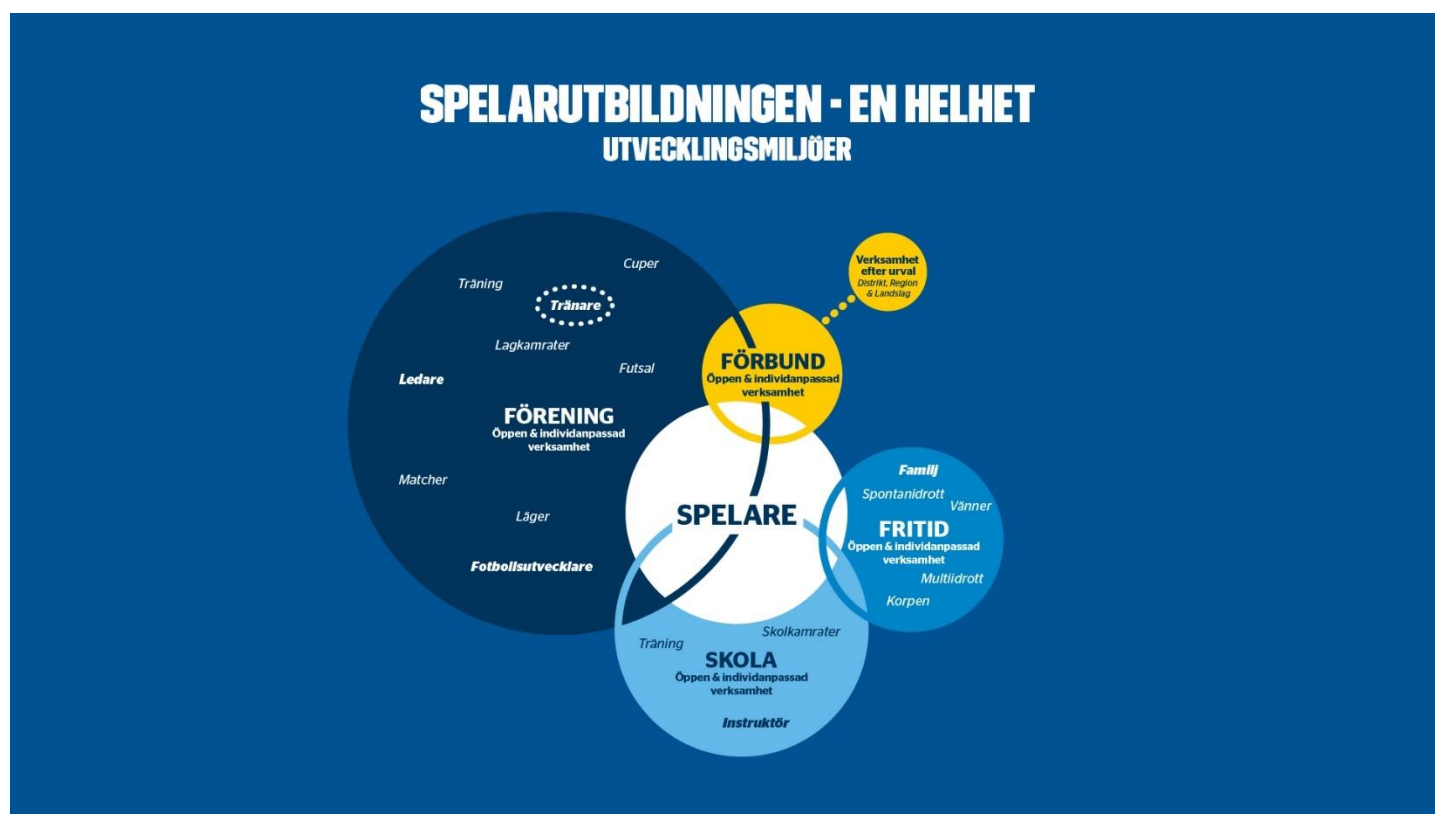 SPELARUTBILDNINGEN - EN HELHET
UTVECKLINGSMILJÖER
Cuper
Träning
Tränare
Lagkamrater
Futsal
Ledare
FÖRENING
Öppen & individanpassad
verksamhet
Matcher
Läger
Fotbollsutvecklare
Verksamhet
efter urval
Distrikt, Region
& Landslag
FÖRBUND
Öppen & individanpassad
verksamhet
SPELARE
Familj
Spontanidrott
Vänner
FRITID
Öppen & individanpassad
verksamhet
Multiidrott
Korpen
Träning
Skolkamrater
SKOLA
Öppen & individanpassad
verksamhet
Instruktör